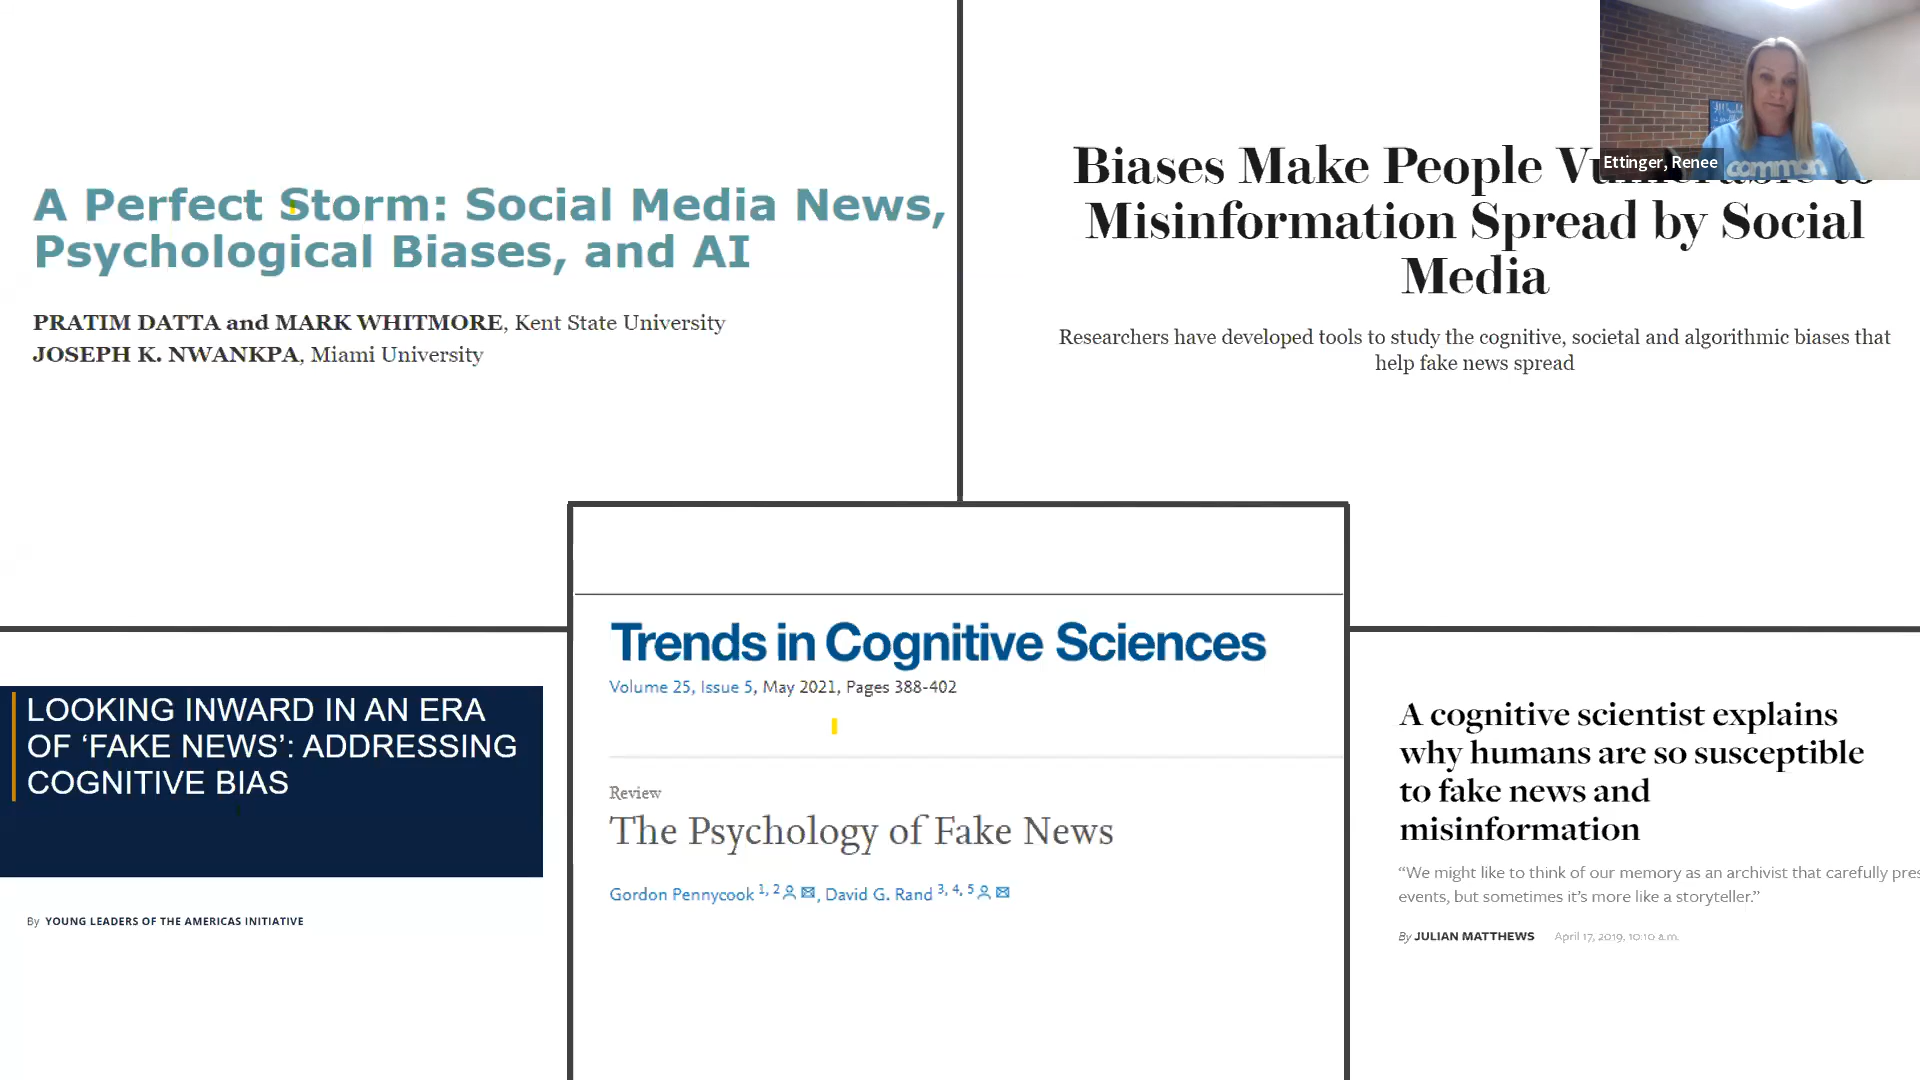 A Perfect Storm: Social Media News,
Psychological Biases, and AI
PRATIM DATTA and MARK WHITMORE, Kent State University
JOSEPH K. NWANKPA, Miami University
Biases Make People Vulnerable to
Misinformation Spread by Social
Media
Researchers have developed tools to study the cognitive, societal and algorithmic biases that
help fake news spread
Ettinger, Renee
common
LOOKING INWARD IN AN ERA
OF ‘FAKE NEWS’: ADDRESSING
COGNITIVE BIAS
By YOUNG LEADERS OF THE AMERICAS INITIATIVE
Trends in Cognitive Sciences
Volume 25, Issue 5, May 2021, Pages 388-402
Review
The Psychology of Fake News
Gordon Pennycook 1, 2, David G. Rand 3, 4, 5
A cognitive scientist explains
why humans are so susceptible
to fake news and
misinformation
“We might like to think of our memory as an archivist that carefully pres
events, but sometimes it’s more like a storyteller.”
By JULIAN MATTHEWS April 17, 2019, 10:10 a.m.